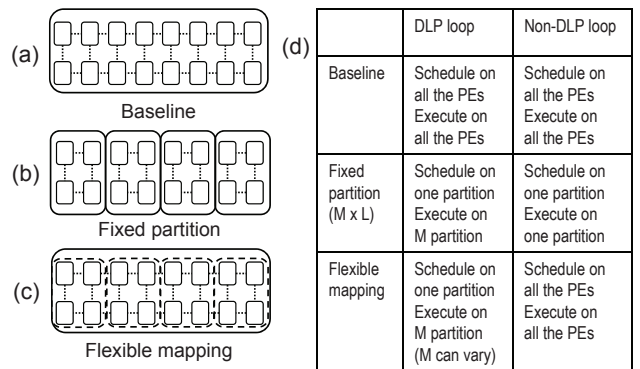 (a)
Baseline
(b)
Fixed partition
(c)
Flexible mapping
(d)
DLP loop
Non-DLP loop
Baseline
Schedule on
all the PEs
Execute on
all the PEs
Schedule on
all the PEs
Execute on
all the PEs
Fixed
partition
(M x L)
Schedule on
one partition
Execute on
M partition
Schedule on
one partition
Execute on
one partition
Flexible
mapping
Schedule on
one partition
Execute on
M partition
(M can vary)
Schedule on
all the PEs
Execute on
all the PEs